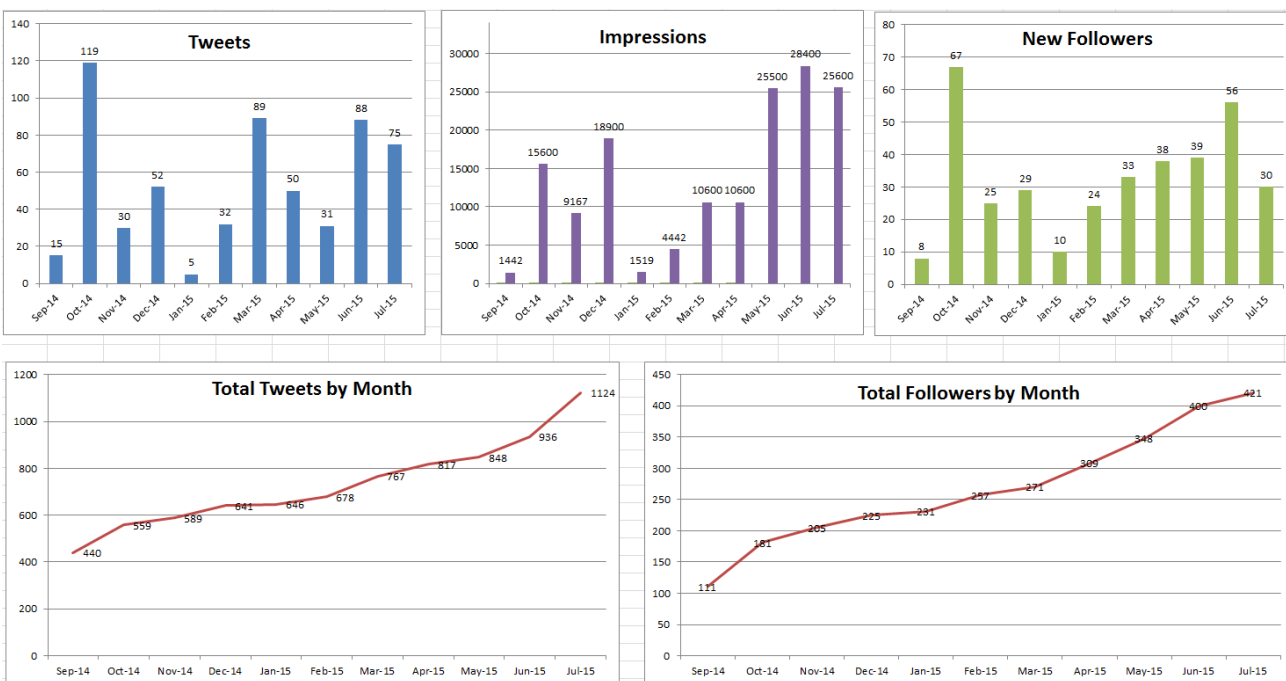 Tweets
140
120
100
80
60
40
20
0
15
119
30
52
5
32
89
50
31
88
75
Sep-14
Oct-14
Nov-14
Dec-14
Jan-15
Feb-15
Mar-15
Apr-15
May-15
Jun-15
Jul-15
Impressions
30000
25000
20000
15000
10000
5000
0
1442
15600
9167
18900
1519
4442
10600
10600
25500
28400
25600
Sep-14
Oct-14
Nov-14
Dec-14
Jan-15
Feb-15
Mar-15
Apr-15
May-15
Jun-15
Jul-15
New Followers
80
70
60
50
40
30
20
10
0
8
67
25
29
10
24
33
38
39
56
30
Sep-14
Oct-14
Nov-14
Dec-14
Jan-15
Feb-15
Mar-15
Apr-15
May-15
Jun-15
Jul-15
Total Tweets by Month
1200
1000
800
600
400
200
0
440
559
589
641
646
678
767
817
848
936
1124
Sep-14 Oct-14 Nov-14 Dec-14 Jan-15 Feb-15 Mar-15 Apr-15 May-15 Jun-15 Jul-15
Total Followers by Month
450
400
350
300
250
200
150
100
50
0
111
181
205
225
231
257
271
309
348
400
421
Sep-14 Oct-14 Nov-14 Dec-14 Jan-15 Feb-15 Mar-15 Apr-15 May-15 Jun-15 Jul-15